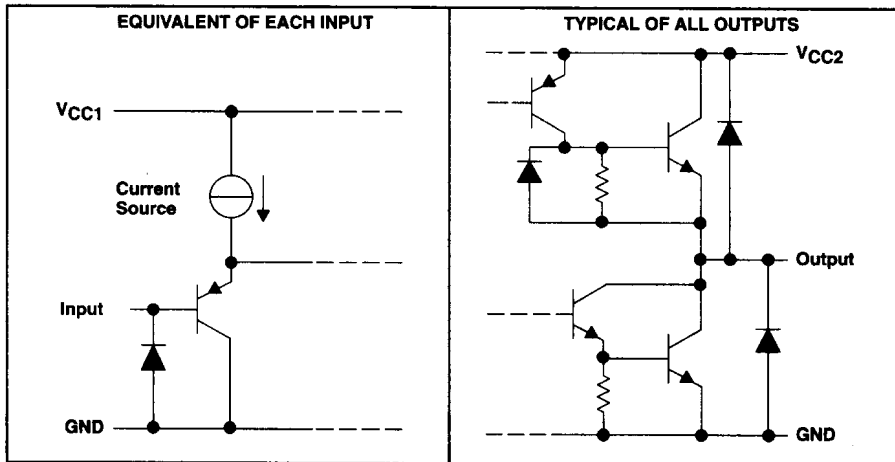 EQUIVALENT OF EACH INPUT
VCC1
Current
Source
Input
GND
TYPICAL OF ALL OUTPUTS
VCC2
Output
GND